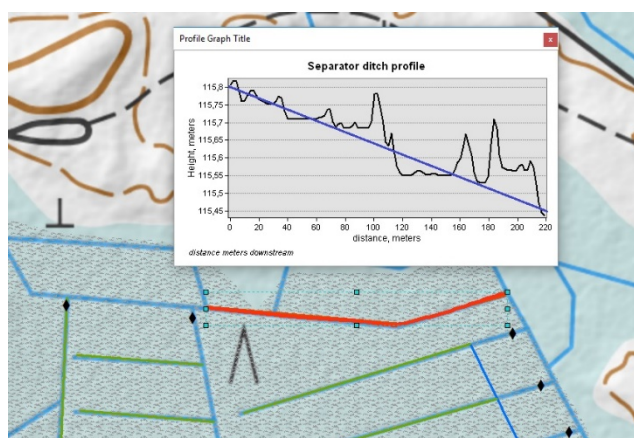 Profile Graph Title
x
Separator ditch profile
Height, meters
115,8
115,75
115,7
115,65
115,6
115,55
115,5
115,45
0 20 40 60 80 100 120 140 160 180 200 220
distance, meters
distance meters downstream